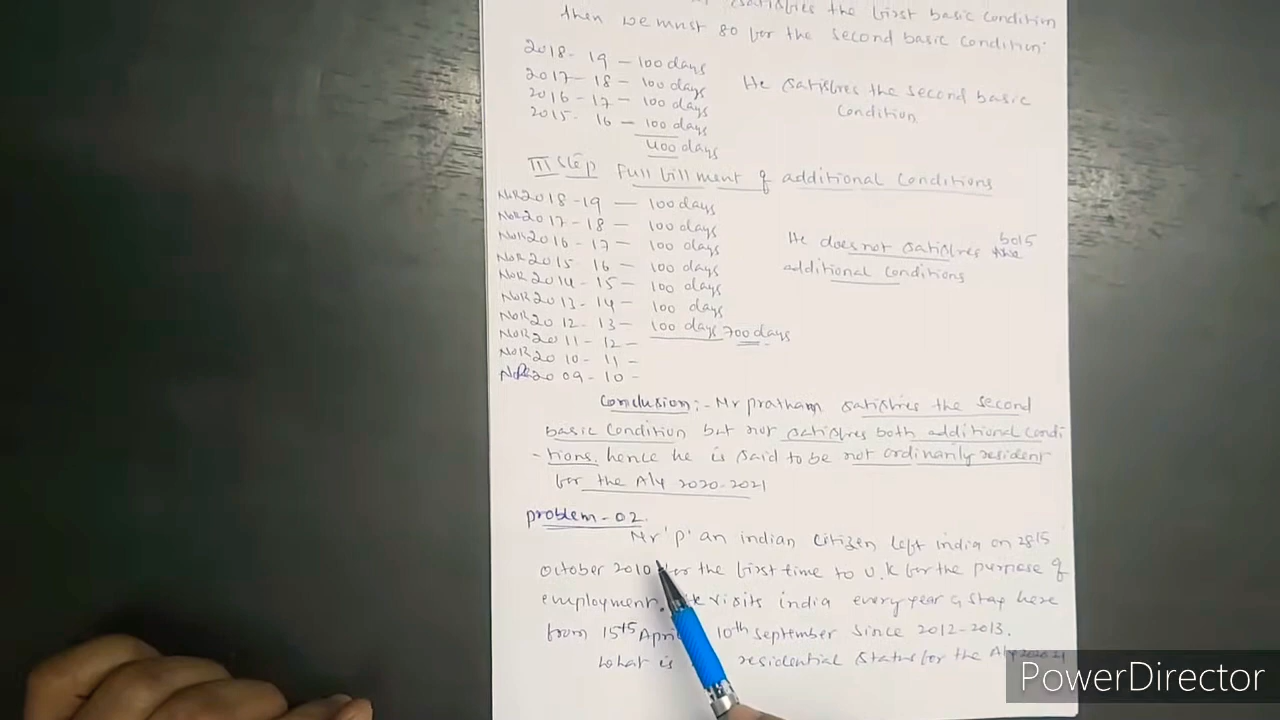 satisfies the first basic condition
then we must go for the second basic condition.
2018-19 – 100 days
2017-18 – 100 days
2016-17 – 100 days
2015-16 – 100 days
400 days
He satisfies the second basic
condition
III Step Fullfillment of additional conditions
NoR 2018-19 — 100 days
NoR 2017-18 – 100 days
NoR 2016-17 – 100 days
NoR 2015-16 – 100 days
NoR 2014-15 – 100 days
NoR 2013-14 – 100 days
NoR 2012-13 – 100 days 700 days
NoR 2011-12 –
NoR 2010-11 –
NoR 2009-10 –
He does not satisfies both
the
additional conditions
Conclusion:- Mr pratham satisfies the second
basic condition but not satisfies both additional condi
-tions. hence he is said to be not ordinarily resident
for the A/y 2020-2021
problem-02
Mr 'p' an indian citizen left india on 28th
October 2010 for the first time to U.K for the purpose of
employment. visits india every year & stay here
from 15th April 10th september since 2012-2013.
What is residential status for the A/y 2020-21
PowerDirector